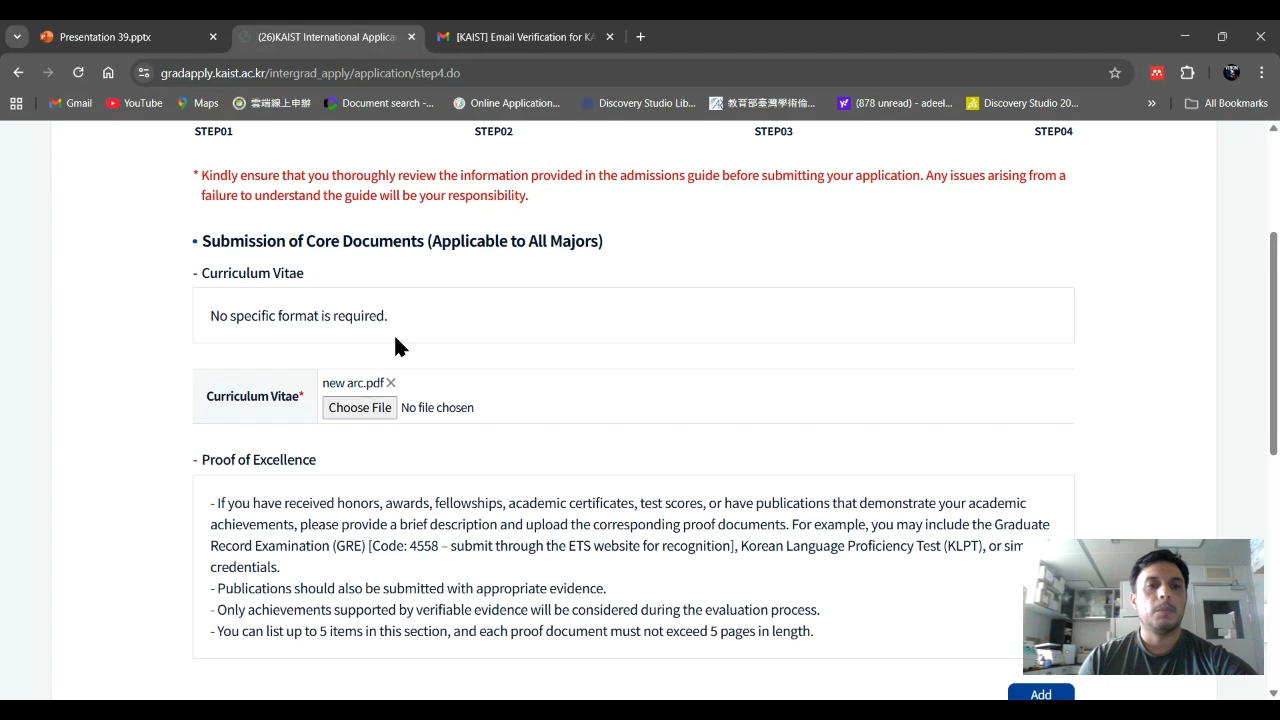 Presentation 39.pptx
(26)KAIST International Applica
[KAIST] Email Verification for KA
gradapply.kaist.ac.kr/intergrad_apply/application/step4.do
Gmail
YouTube
Maps
雲端線上申辦
Document search -...
Online Application...
Discovery Studio Lib...
教育部臺灣學術倫...
(878 unread) - adeel...
Discovery Studio 20...
»
All Bookmarks
STEP01
STEP02
STEP03
STEP04
* Kindly ensure that you thoroughly review the information provided in the admissions guide before submitting your application. Any issues arising from a
failure to understand the guide will be your responsibility.
• Submission of Core Documents (Applicable to All Majors)
- Curriculum Vitae
No specific format is required.
Curriculum Vitae*
new arc.pdf
Choose File No file chosen
- Proof of Excellence
- If you have received honors, awards, fellowships, academic certificates, test scores, or have publications that demonstrate your academic
achievements, please provide a brief description and upload the corresponding proof documents. For example, you may include the Graduate
Record Examination (GRE) [Code: 4558 – submit through the ETS website for recognition], Korean Language Proficiency Test (KLPT), or sim
credentials.
- Publications should also be submitted with appropriate evidence.
- Only achievements supported by verifiable evidence will be considered during the evaluation process.
- You can list up to 5 items in this section, and each proof document must not exceed 5 pages in length.
Add